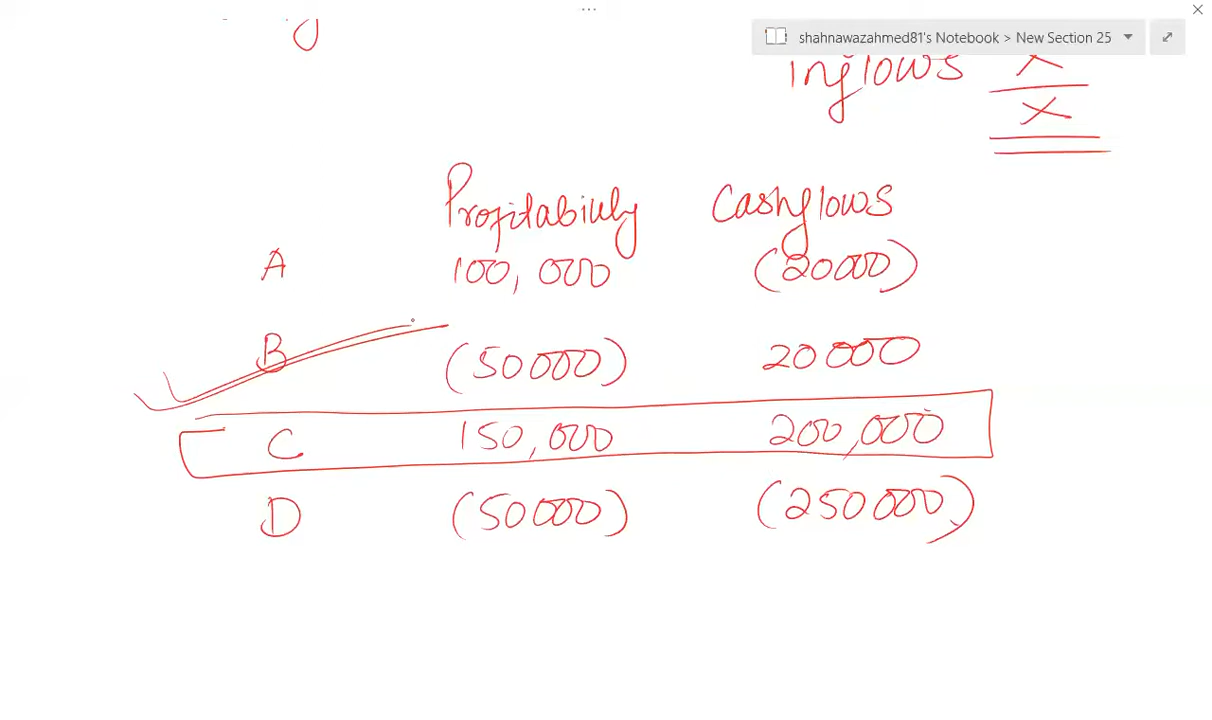 shahnawazahmed81's Notebook > New Section 25
inflows X
X
Profitability Cashflows
A 100,000 (20000)
B (50000) 20000
C 150,000 200,000
D (50000) (250000)